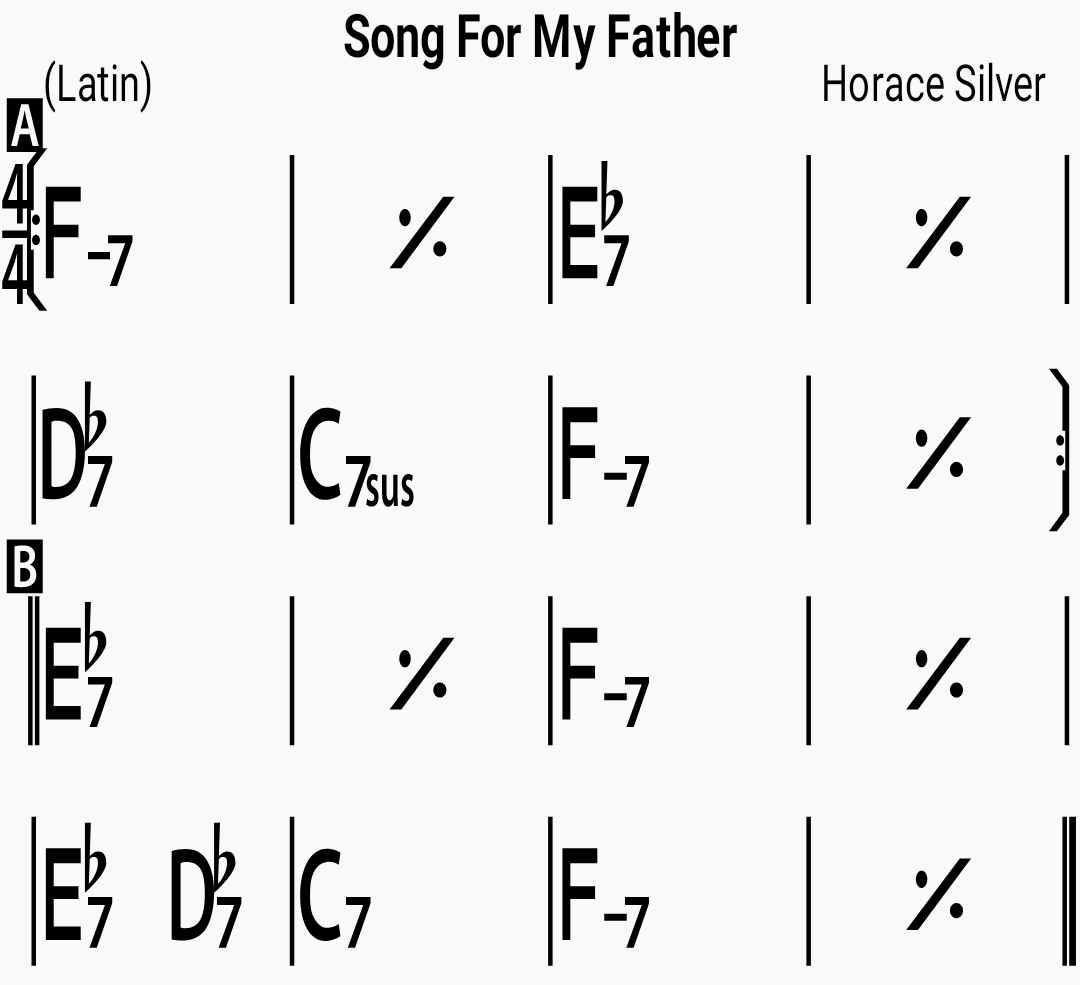 Song For My Father
(Latin) Horace Silver
A
4/4 𝄆 F-7 | 𝄎 | E♭7 | 𝄎 |
| D♭7 | C7sus | F-7 | 𝄎 𝄇
B
‖ E♭7 | 𝄎 | F-7 | 𝄎 |
| E♭7 D♭7 | C7 | F-7 | 𝄎 ‖